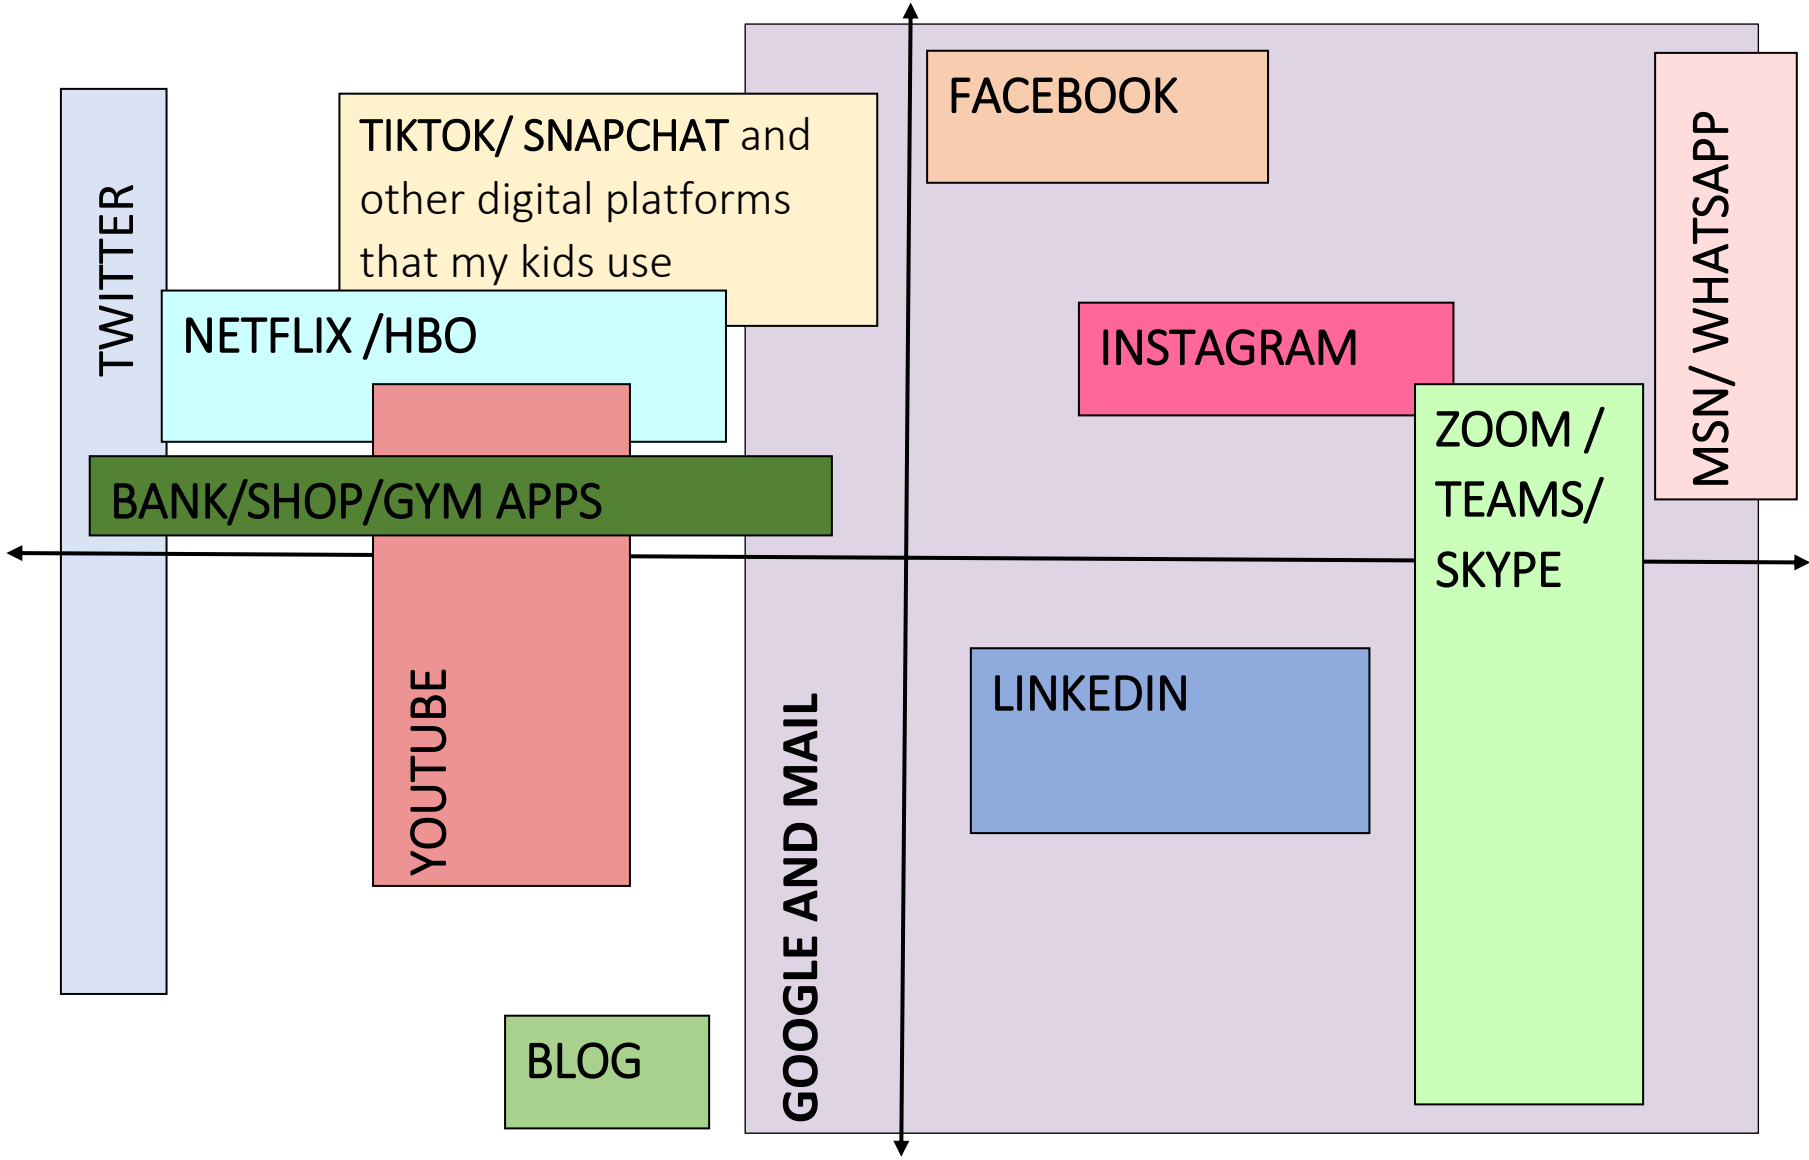 FACEBOOK
TIKTOK/ SNAPCHAT and
other digital platforms
that my kids use
TWITTER
MSN/ WHATSAPP
NETFLIX /HBO
INSTAGRAM
ZOOM /
TEAMS/
SKYPE
BANK/SHOP/GYM APPS
YOUTUBE
LINKEDIN
GOOGLE AND MAIL
BLOG